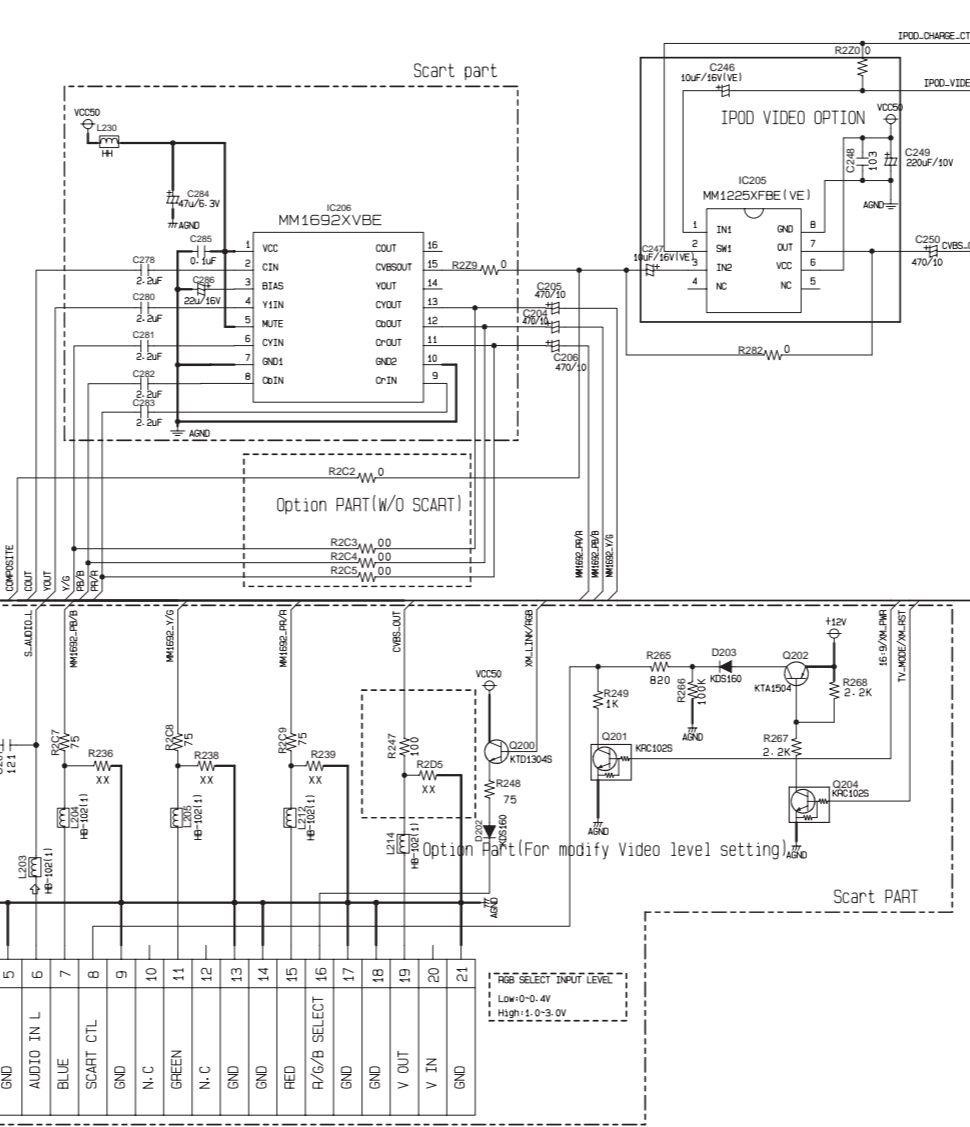 IPOD_CHARGE_CT
R2Z0 0
Scart part
C246
10uF/16V(VE)
IPOD_VIDE
VCC50
L230
HH
IPOD VIDEO OPTION
VCC50
C248
103
C249
220uF/10V
C284
47u/6.3V
AGND
IC206
MM1692XVBE
IC205
MM1225XFBE(VE)
AGND
C285
0.1uF
1 VCC COUT 16
2 CIN CVBSOUT 15
3 BIAS YOUT 14
4 Y1IN CYOUT 13
5 MUTE CbOUT 12
6 CYIN CrOUT 11
7 GND1 GND2 10
8 CbIN CrIN 9
1 IN1 GND 8
2 SW1 OUT 7
3 IN2 VCC 6
4 NC NC 5
C278
2.2uF
C286
22u/16V
C280
2.2uF
C281
2.2uF
C282
2.2uF
C283
2.2uF
AGND
R2Z9 0
C247
10uF/16V(VE)
C250
470/10
CVBS_O
C205
470/10
C204
470/10
C206
470/10
R282 0
R2C2 0
Option PART(W/O SCART)
R2C3 00
R2C4 00
R2C5 00
COMPOSITE
COUT
YOUT
Y/G
PB/B
PR/R
MM1692_PR/R
MM1692_PB/B
MM1692_Y/G
S_AUDIO_L
MM1692_PB/B
MM1692_Y/G
MM1692_PR/R
CVBS_OUT
XM_LINK/RGB
16:9/XM_PWR
TV_MODE/XM_RST
VCC50
+12V
R265
820
D203
KDS160
Q202
KTA1504
R268
2.2K
R249
1K
R266
100K
AGND
R2C7
75
R236
XX
R2C8
75
R238
XX
R2C9
75
R239
XX
R247
100
R2D5
XX
Q200
KTD1304S
R248
75
D202
KDS160
Q201
KRC102S
AGND
R267
2.2K
Q204
KRC102S
AGND
121
L203
HB-102(1)
L204
HB-102(1)
L205
HB-102(1)
L212
HB-102(1)
L214
HB-102(1)
Option Part(For modify Video level setting)
AGND
Scart PART
5 GND
6 AUDIO IN L
7 BLUE
8 SCART CTL
9 GND
10 N.C
11 GREEN
12 N.C
13 GND
14 GND
15 RED
16 R/G/B SELECT
17 GND
18 GND
19 V OUT
20 V IN
21 GND
RGB SELECT INPUT LEVEL
Low:0~0.4V
High:1.0~3.0V